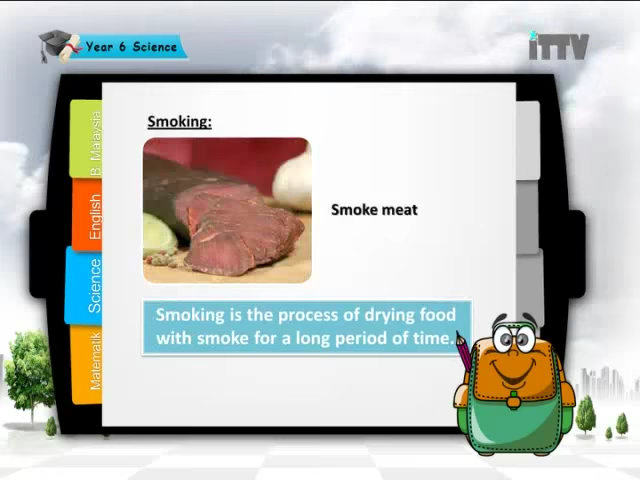 Year 6 Science
iTTV
B. Malaysia
English
Science
Matematik
Smoking:
Smoke meat
Smoking is the process of drying food
with smoke for a long period of time.